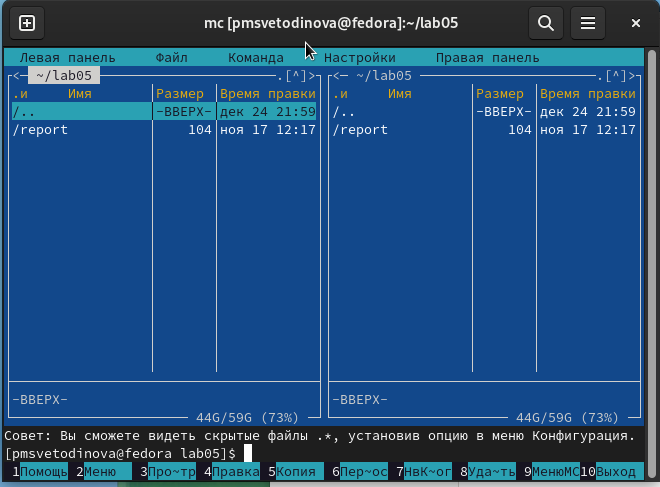 mc [pmsvetodinova@fedora]:~/lab05
Левая панель Файл Команда Настройки Правая панель
<— ~/lab05 .[^]> <— ~/lab05 .[^]>
.и Имя Размер Время правки .и Имя Размер Время правки
/.. -ВВЕРХ- дек 24 21:59 /.. -ВВЕРХ- дек 24 21:59
/report 104 ноя 17 12:17 /report 104 ноя 17 12:17
-ВВЕРХ- -ВВЕРХ-
44G/59G (73%) 44G/59G (73%)
Совет: Вы сможете видеть скрытые файлы .*, установив опцию в меню Конфигурация.
[pmsvetodinova@fedora lab05]$
1Помощь 2Меню 3Про~тр 4Правка 5Копия 6Пер~ос 7НвК~ог 8Уда~ть 9МенюMC 10Выход